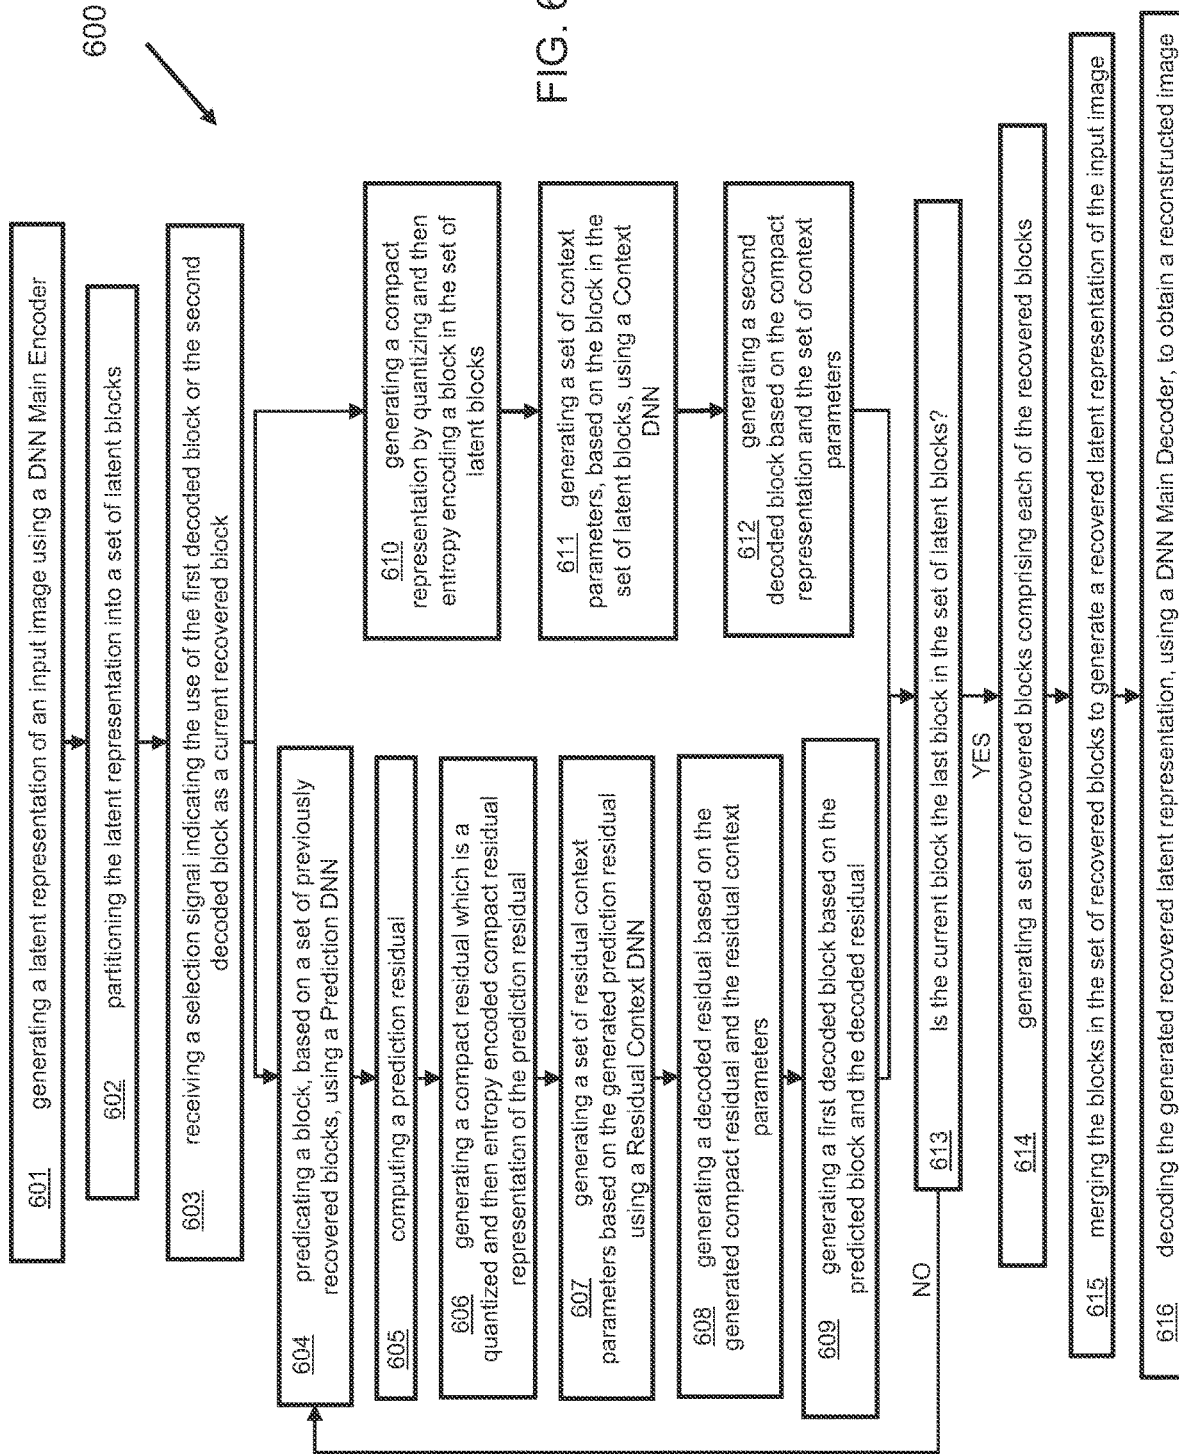 600
FIG. 6
601 generating a latent representation of an input image using a DNN Main Encoder
602 partitioning the latent representation into a set of latent blocks
603 receiving a selection signal indicating the use of the first decoded block or the second
decoded block as a current recovered block
604 predicating a block, based on a set of previously
recovered blocks, using a Prediction DNN
605 computing a prediction residual
606 generating a compact residual which is a
quantized and then entropy encoded compact residual
representation of the prediction residual
607 generating a set of residual context
parameters based on the generated prediction residual
using a Residual Context DNN
608 generating a decoded residual based on the
generated compact residual and the residual context
parameters
609 generating a first decoded block based on the
predicted block and the decoded residual
610 generating a compact
representation by quantizing and then
entropy encoding a block in the set of
latent blocks
611 generating a set of context
parameters, based on the block in the
set of latent blocks, using a Context
DNN
612 generating a second
decoded block based on the compact
representation and the set of context
parameters
613 Is the current block the last block in the set of latent blocks?
NO
YES
614 generating a set of recovered blocks comprising each of the recovered blocks
615 merging the blocks in the set of recovered blocks to generate a recovered latent representation of the input image
616 decoding the generated recovered latent representation, using a DNN Main Decoder, to obtain a reconstructed image